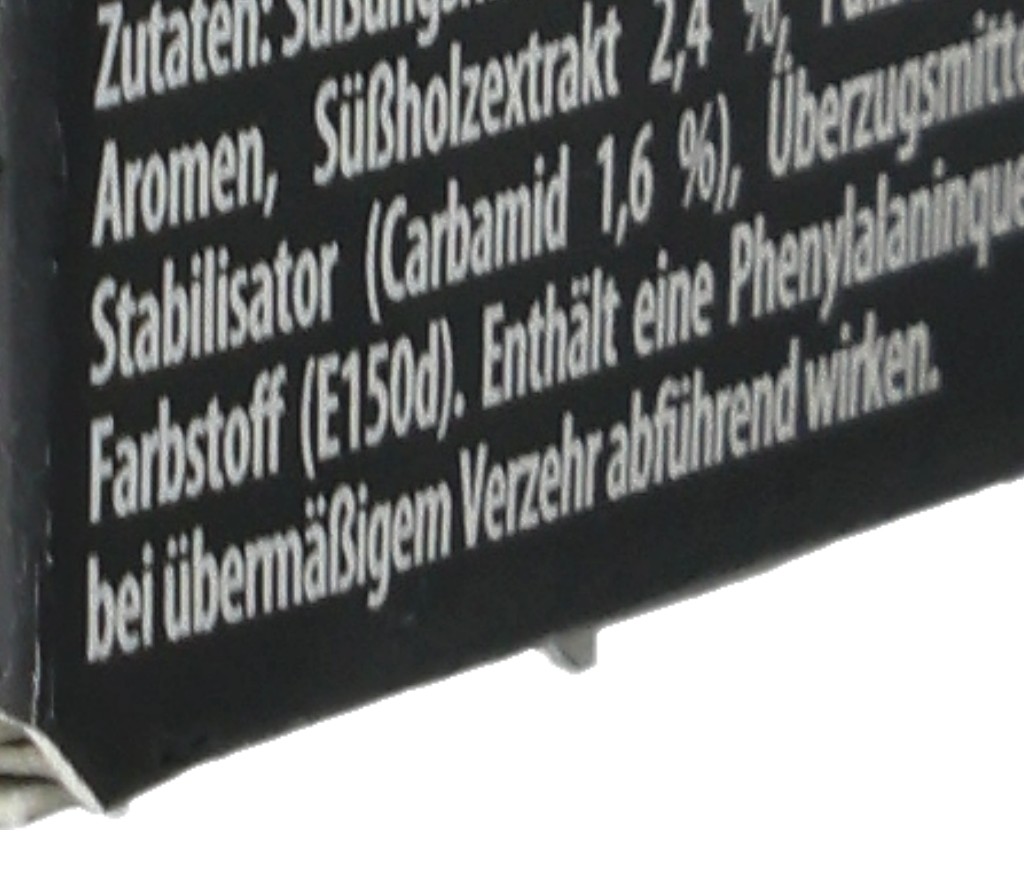 Zutaten:
Aromen, Süßholzextrakt 2,4 %,
Stabilisator (Carbamid 1,6 %), Überzugsmitte
Farbstoff (E150d). Enthält eine Phenylalaninque
bei übermäßigem Verzehr abführend wirken.